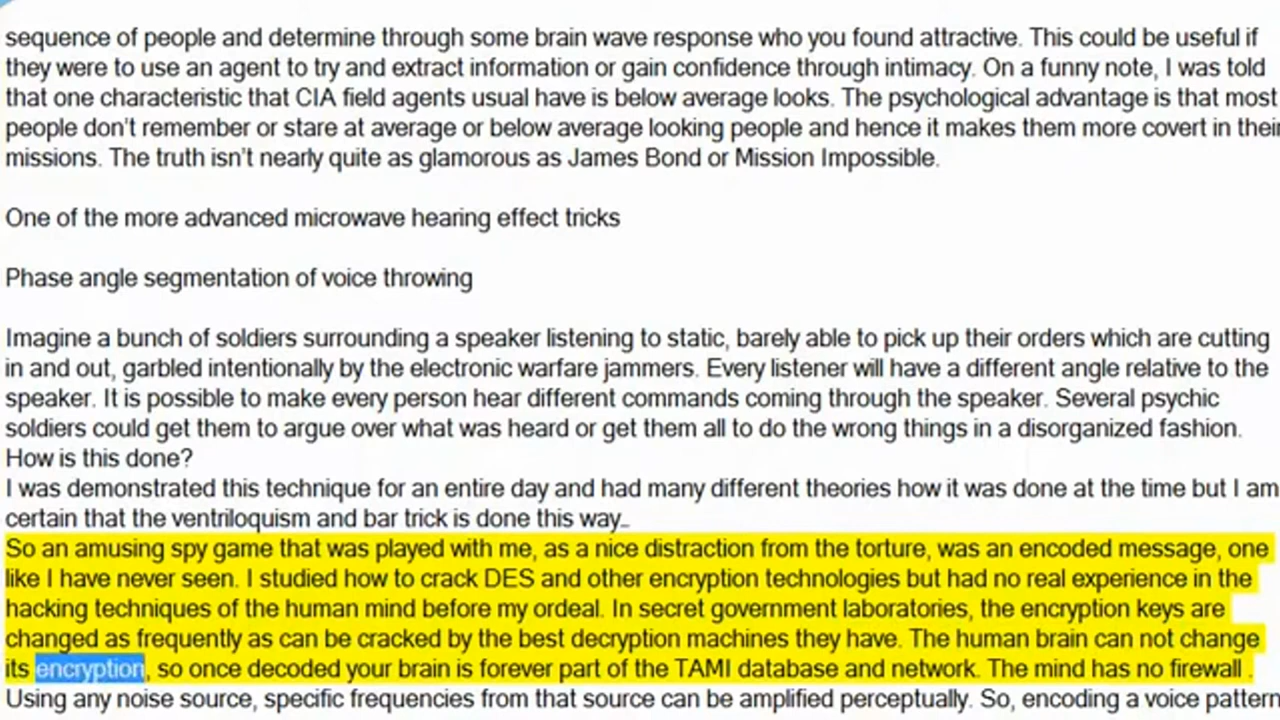 sequence of people and determine through some brain wave response who you found attractive. This could be useful if
they were to use an agent to try and extract information or gain confidence through intimacy. On a funny note, I was told
that one characteristic that CIA field agents usual have is below average looks. The psychological advantage is that most
people don't remember or stare at average or below average looking people and hence it makes them more covert in their
missions. The truth isn't nearly quite as glamorous as James Bond or Mission Impossible.
One of the more advanced microwave hearing effect tricks
Phase angle segmentation of voice throwing
Imagine a bunch of soldiers surrounding a speaker listening to static, barely able to pick up their orders which are cutting
in and out, garbled intentionally by the electronic warfare jammers. Every listener will have a different angle relative to the
speaker. It is possible to make every person hear different commands coming through the speaker. Several psychic
soldiers could get them to argue over what was heard or get them all to do the wrong things in a disorganized fashion.
How is this done?
I was demonstrated this technique for an entire day and had many different theories how it was done at the time but I am
certain that the ventriloquism and bar trick is done this way..
So an amusing spy game that was played with me, as a nice distraction from the torture, was an encoded message, one
like I have never seen. I studied how to crack DES and other encryption technologies but had no real experience in the
hacking techniques of the human mind before my ordeal. In secret government laboratories, the encryption keys are
changed as frequently as can be cracked by the best decryption machines they have. The human brain can not change
its encryption, so once decoded your brain is forever part of the TAMI database and network. The mind has no firewall .
Using any noise source, specific frequencies from that source can be amplified perceptually. So, encoding a voice pattern